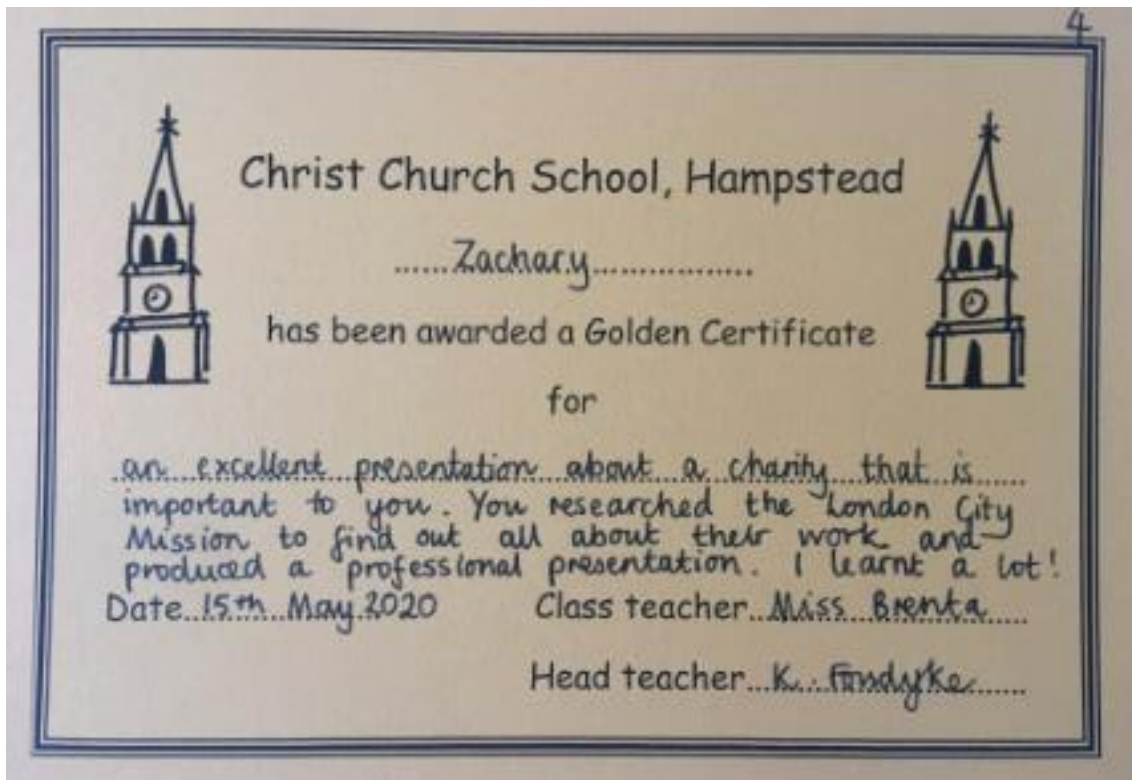 4
Christ Church School, Hampstead
......Zachary.................
has been awarded a Golden Certificate
for
an excellent presentation about a charity that is
important to you. You researched the London City
Mission to find out all about their work and
produced a professional presentation. I learnt a lot!
Date..15th May 2020 Class teacher...Miss Brenta......
Head teacher...K. Fordyke.......